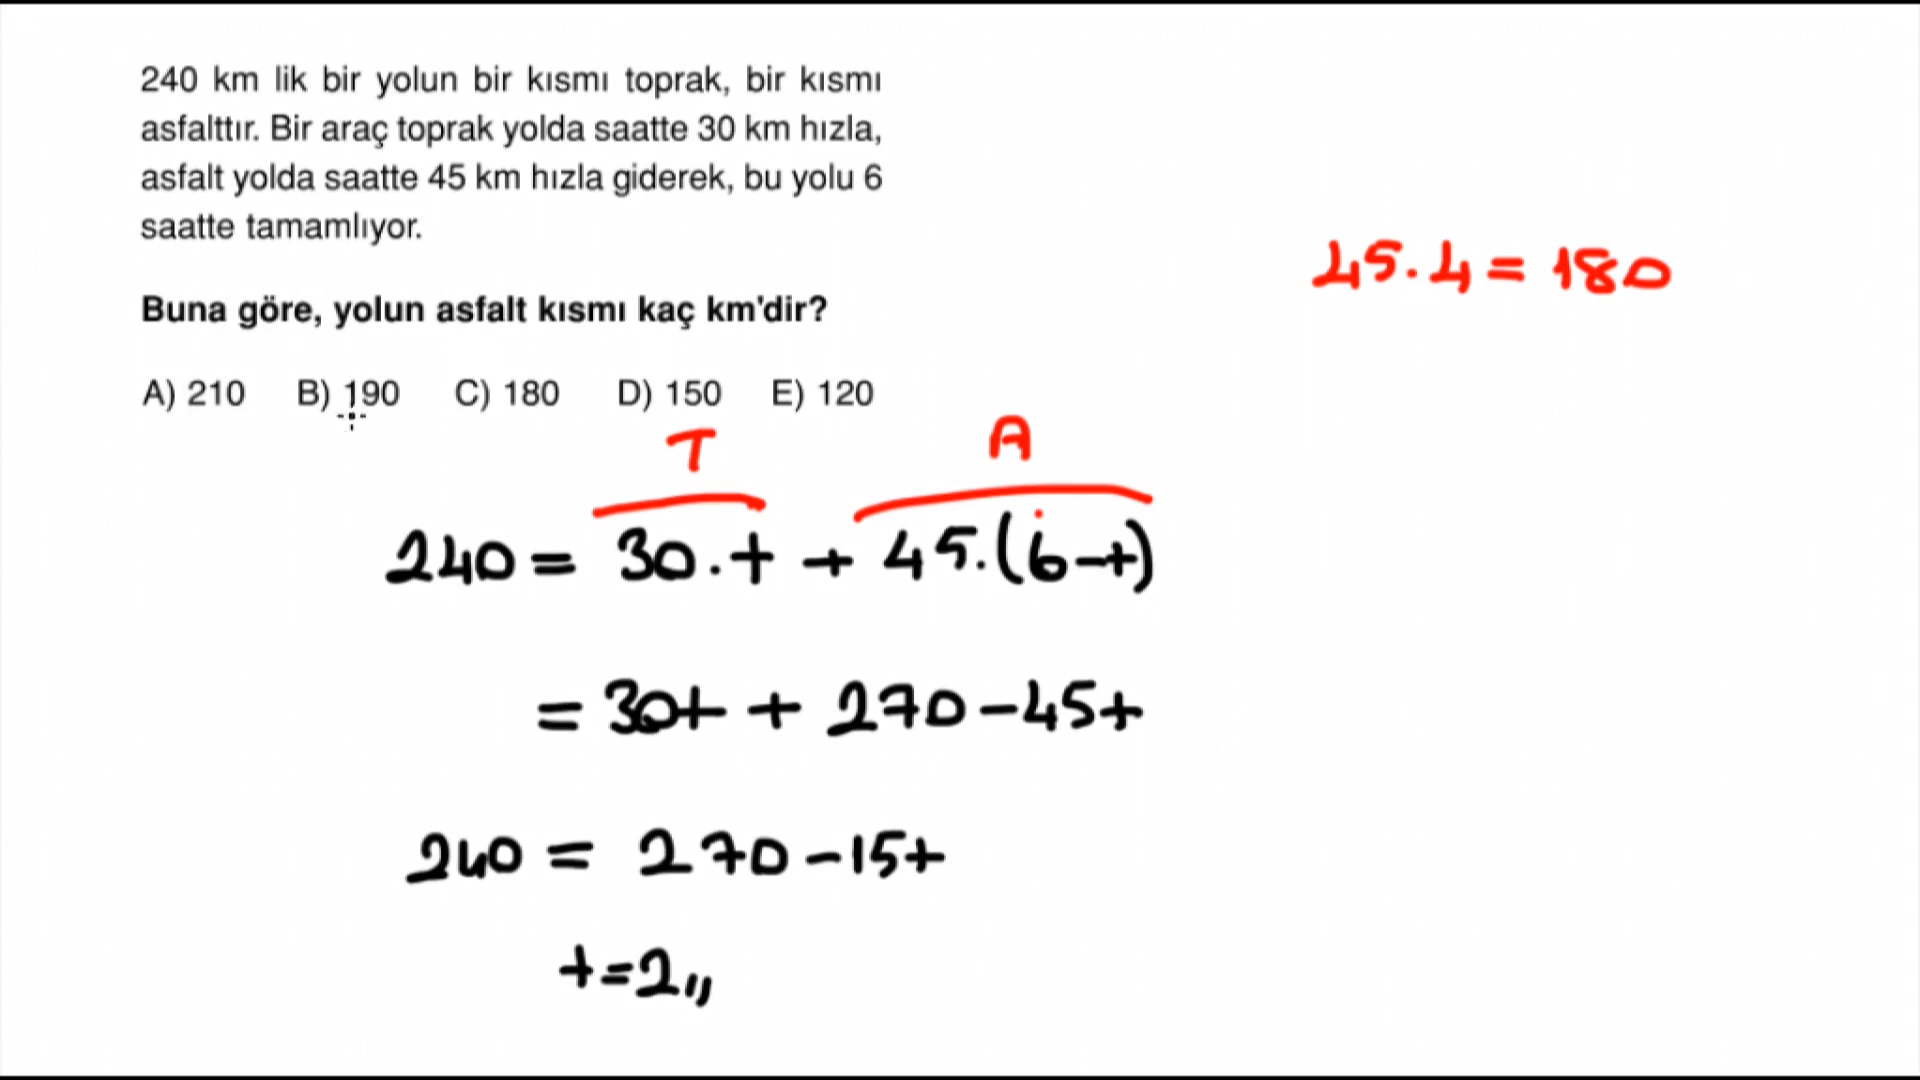 240 km lik bir yolun bir kısmı toprak, bir kısmı
asfalttır. Bir araç toprak yolda saatte 30 km hızla,
asfalt yolda saatte 45 km hızla giderek, bu yolu 6
saatte tamamlıyor.
45.4 = 180
Buna göre, yolun asfalt kısmı kaç km'dir?
A) 210 B) 190 C) 180 D) 150 E) 120
T A
240 = 30.t + 45.(6-t)
= 30t + 270 - 45t
240 = 270 - 15t
t = 2,,